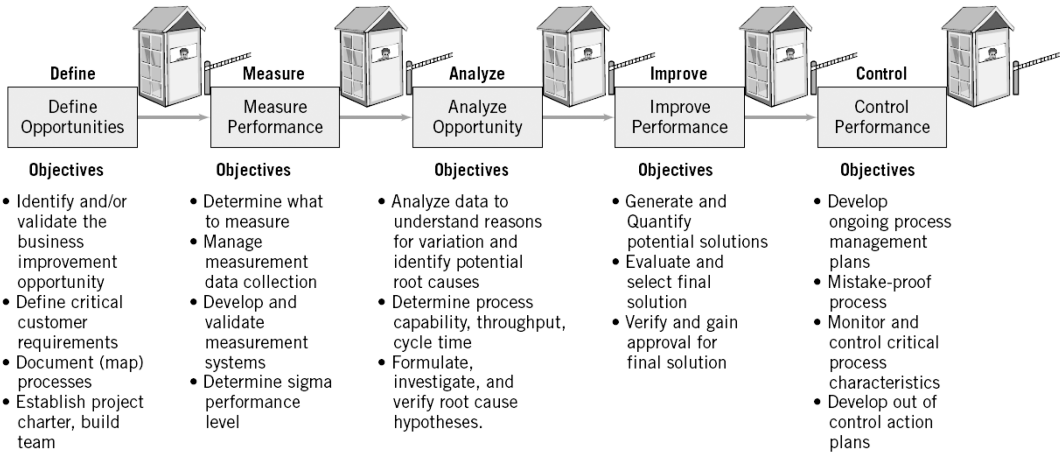 Define
Define
Opportunities
Objectives
• Identify and/or
validate the
business
improvement
opportunity
• Define critical
customer
requirements
• Document (map)
processes
• Establish project
charter, build
team
Measure
Measure
Performance
Objectives
• Determine what
to measure
• Manage
measurement
data collection
• Develop and
validate
measurement
systems
• Determine sigma
performance
level
Analyze
Analyze
Opportunity
Objectives
• Analyze data to
understand reasons
for variation and
identify potential
root causes
• Determine process
capability, throughput,
cycle time
• Formulate,
investigate, and
verify root cause
hypotheses.
Improve
Improve
Performance
Objectives
• Generate and
Quantify
potential solutions
• Evaluate and
select final
solution
• Verify and gain
approval for
final solution
Control
Control
Performance
Objectives
• Develop
ongoing process
management
plans
• Mistake-proof
process
• Monitor and
control critical
process
characteristics
• Develop out of
control action
plans